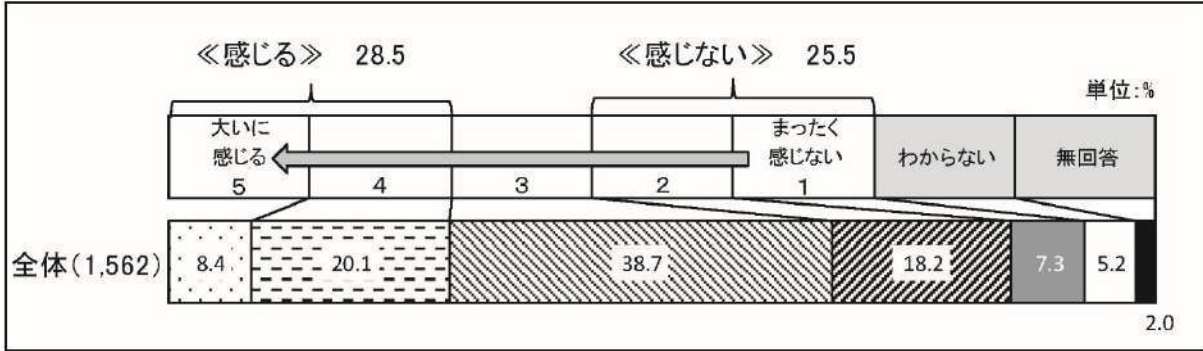 ≪感じる≫ 28.5
≪感じない≫ 25.5
単位:%
大いに
感じる
5
4
3
2
まったく
感じない
1
わからない
無回答
全体(1,562)
8.4
20.1
38.7
18.2
7.3
5.2
2.0